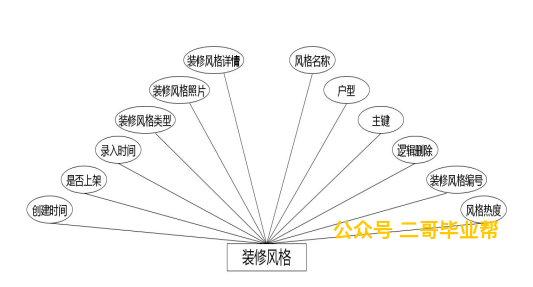 装修风格详情
风格名称
装修风格照片
户型
装修风格类型
主键
录入时间
逻辑删除
是否上架
装修风格编号
创建时间
风格热度
公众号 二哥毕业帮
装修风格